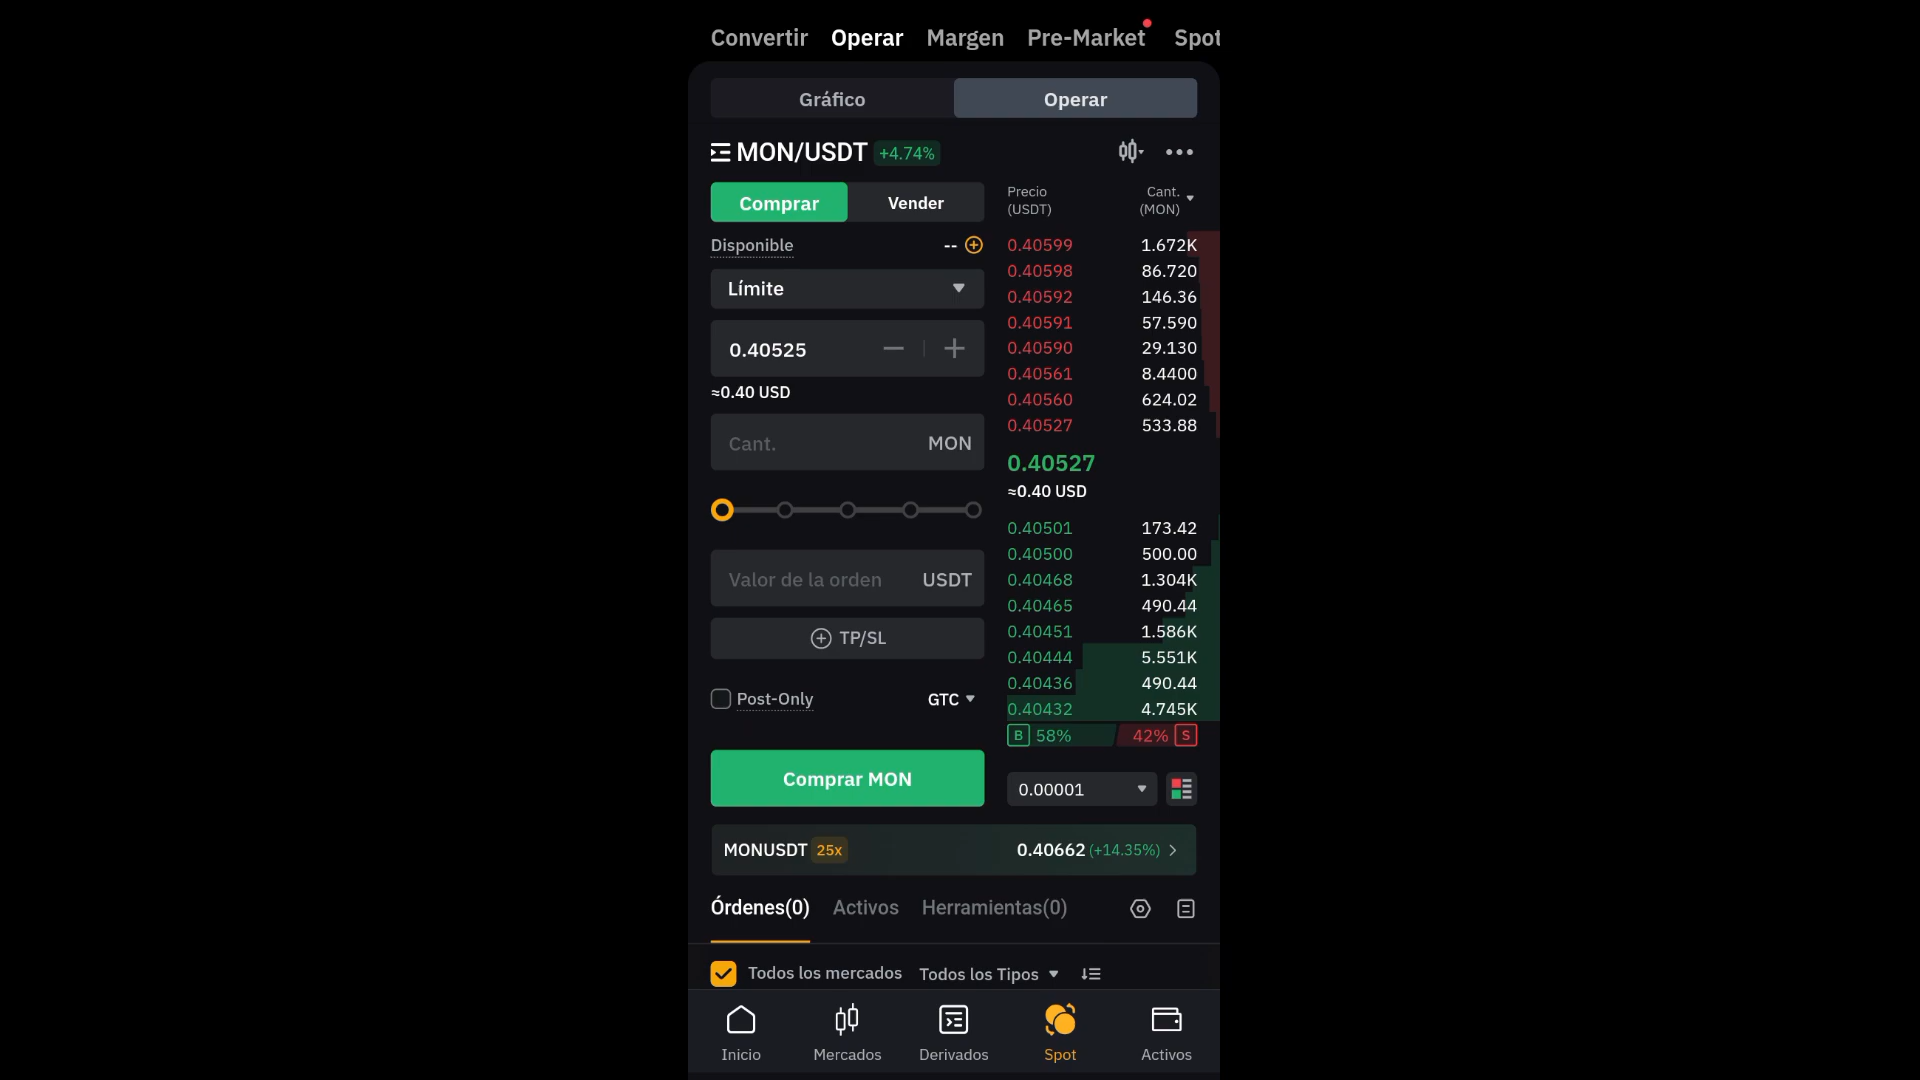 Convertir Operar Margen Pre-Market Spot
Gráfico Operar
MON/USDT +4.74%
Comprar Vender
Disponible --
Límite
0.40525
≈0.40 USD
Cant. MON
Valor de la orden USDT
TP/SL
Post-Only GTC
Comprar MON
Precio Cant.
(USDT) (MON)
0.40599 1.672K
0.40598 86.720
0.40592 146.36
0.40591 57.590
0.40590 29.130
0.40561 8.4400
0.40560 624.02
0.40527 533.88
0.40527
≈0.40 USD
0.40501 173.42
0.40500 500.00
0.40468 1.304K
0.40465 490.44
0.40451 1.586K
0.40444 5.551K
0.40436 490.44
0.40432 4.745K
B 58% 42% S
0.00001
MONUSDT 25x 0.40662 (+14.35%)
Órdenes(0) Activos Herramientas(0)
Todos los mercados Todos los Tipos
Inicio Mercados Derivados Spot Activos